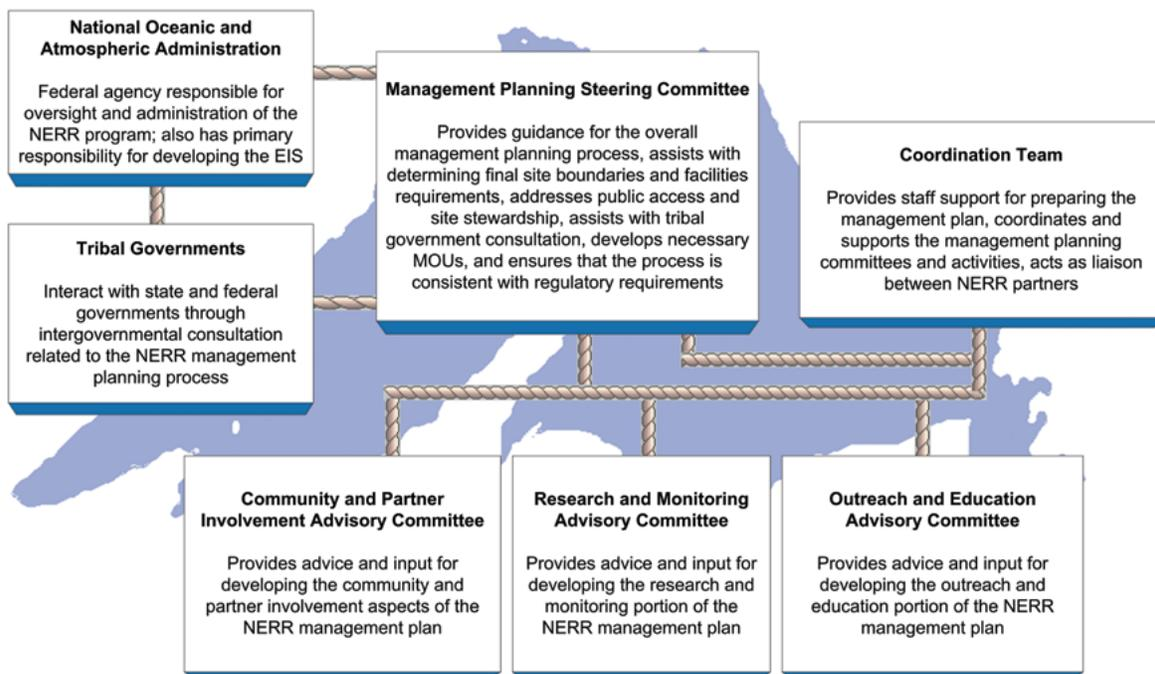 National Oceanic and
Atmospheric Administration
Federal agency responsible for
oversight and administration of the
NERR program; also has primary
responsibility for developing the EIS
Management Planning Steering Committee
Provides guidance for the overall
management planning process, assists with
determining final site boundaries and facilities
requirements, addresses public access and
site stewardship, assists with tribal
government consultation, develops necessary
MOUs, and ensures that the process is
consistent with regulatory requirements
Coordination Team
Provides staff support for preparing the
management plan, coordinates and
supports the management planning
committees and activities, acts as liaison
between NERR partners
Tribal Governments
Interact with state and federal
governments through
intergovernmental consultation
related to the NERR management
planning process
Community and Partner
Involvement Advisory Committee
Provides advice and input for
developing the community and
partner involvement aspects of the
NERR management plan
Research and Monitoring
Advisory Committee
Provides advice and input for
developing the research and
monitoring portion of the
NERR management plan
Outreach and Education
Advisory Committee
Provides advice and input for
developing the outreach and
education portion of the NERR
management plan